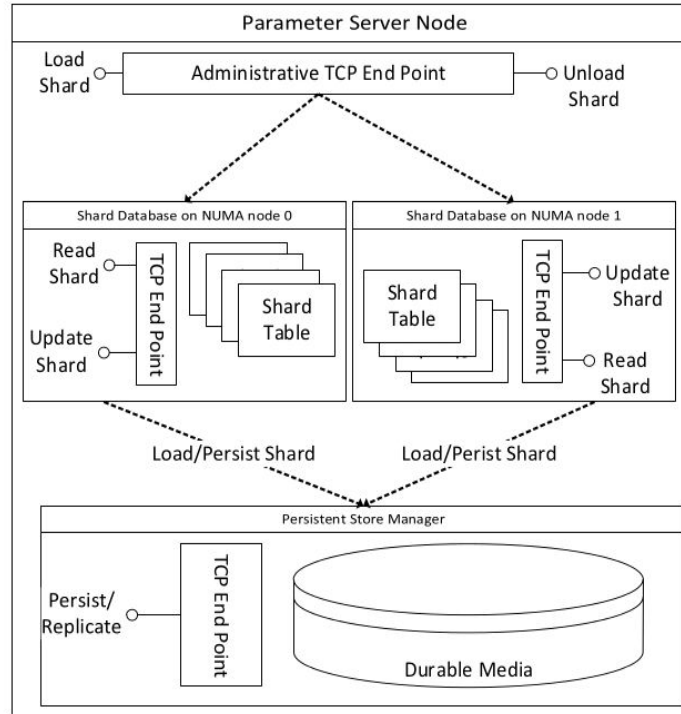 Parameter Server Node
Load
Shard
Administrative TCP End Point
Unload
Shard
Shard Database on NUMA node 0
Read
Shard
Update
Shard
TCP End Point
Shard
Table
Shard Database on NUMA node 1
Shard
Table
TCP End Point
Update
Shard
Read
Shard
Load/Persist Shard
Load/Perist Shard
Persistent Store Manager
Persist/
Replicate
TCP End Point
Durable Media